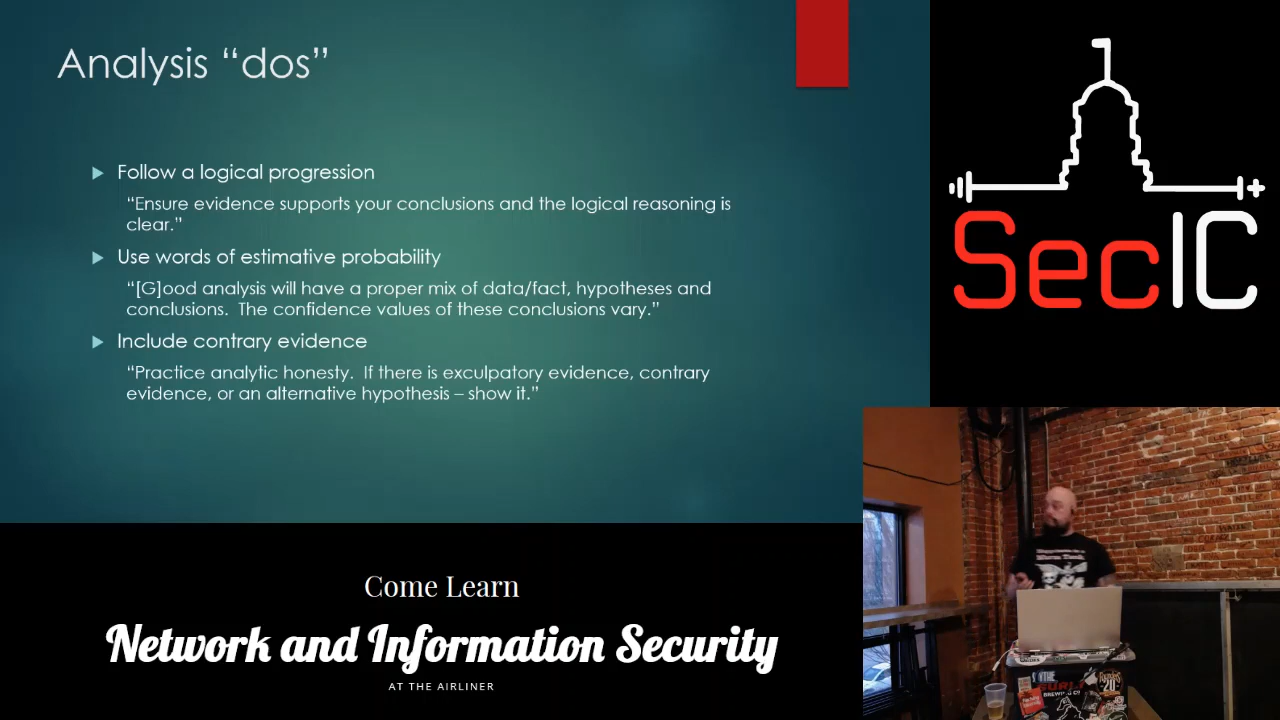 Analysis “dos”
Follow a logical progression
“Ensure evidence supports your conclusions and the logical reasoning is
clear.”
Use words of estimative probability
“[G]ood analysis will have a proper mix of data/fact, hypotheses and
conclusions.  The confidence values of these conclusions vary.”
Include contrary evidence
“Practice analytic honesty.  If there is exculpatory evidence, contrary
evidence, or an alternative hypothesis – show it.”
SecIC
Come Learn
Network and Information Security
AT THE AIRLINER